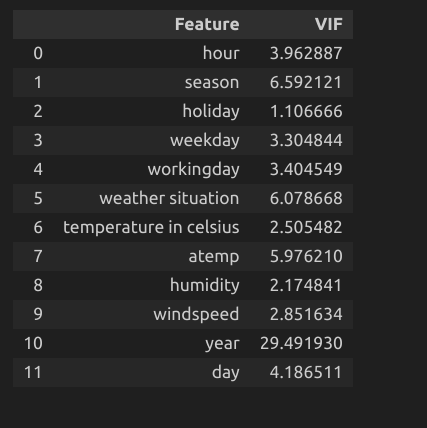 Feature VIF
0 hour 3.962887
1 season 6.592121
2 holiday 1.106666
3 weekday 3.304844
4 workingday 3.404549
5 weather situation 6.078668
6 temperature in celsius 2.505482
7 atemp 5.976210
8 humidity 2.174841
9 windspeed 2.851634
10 year 29.491930
11 day 4.186511